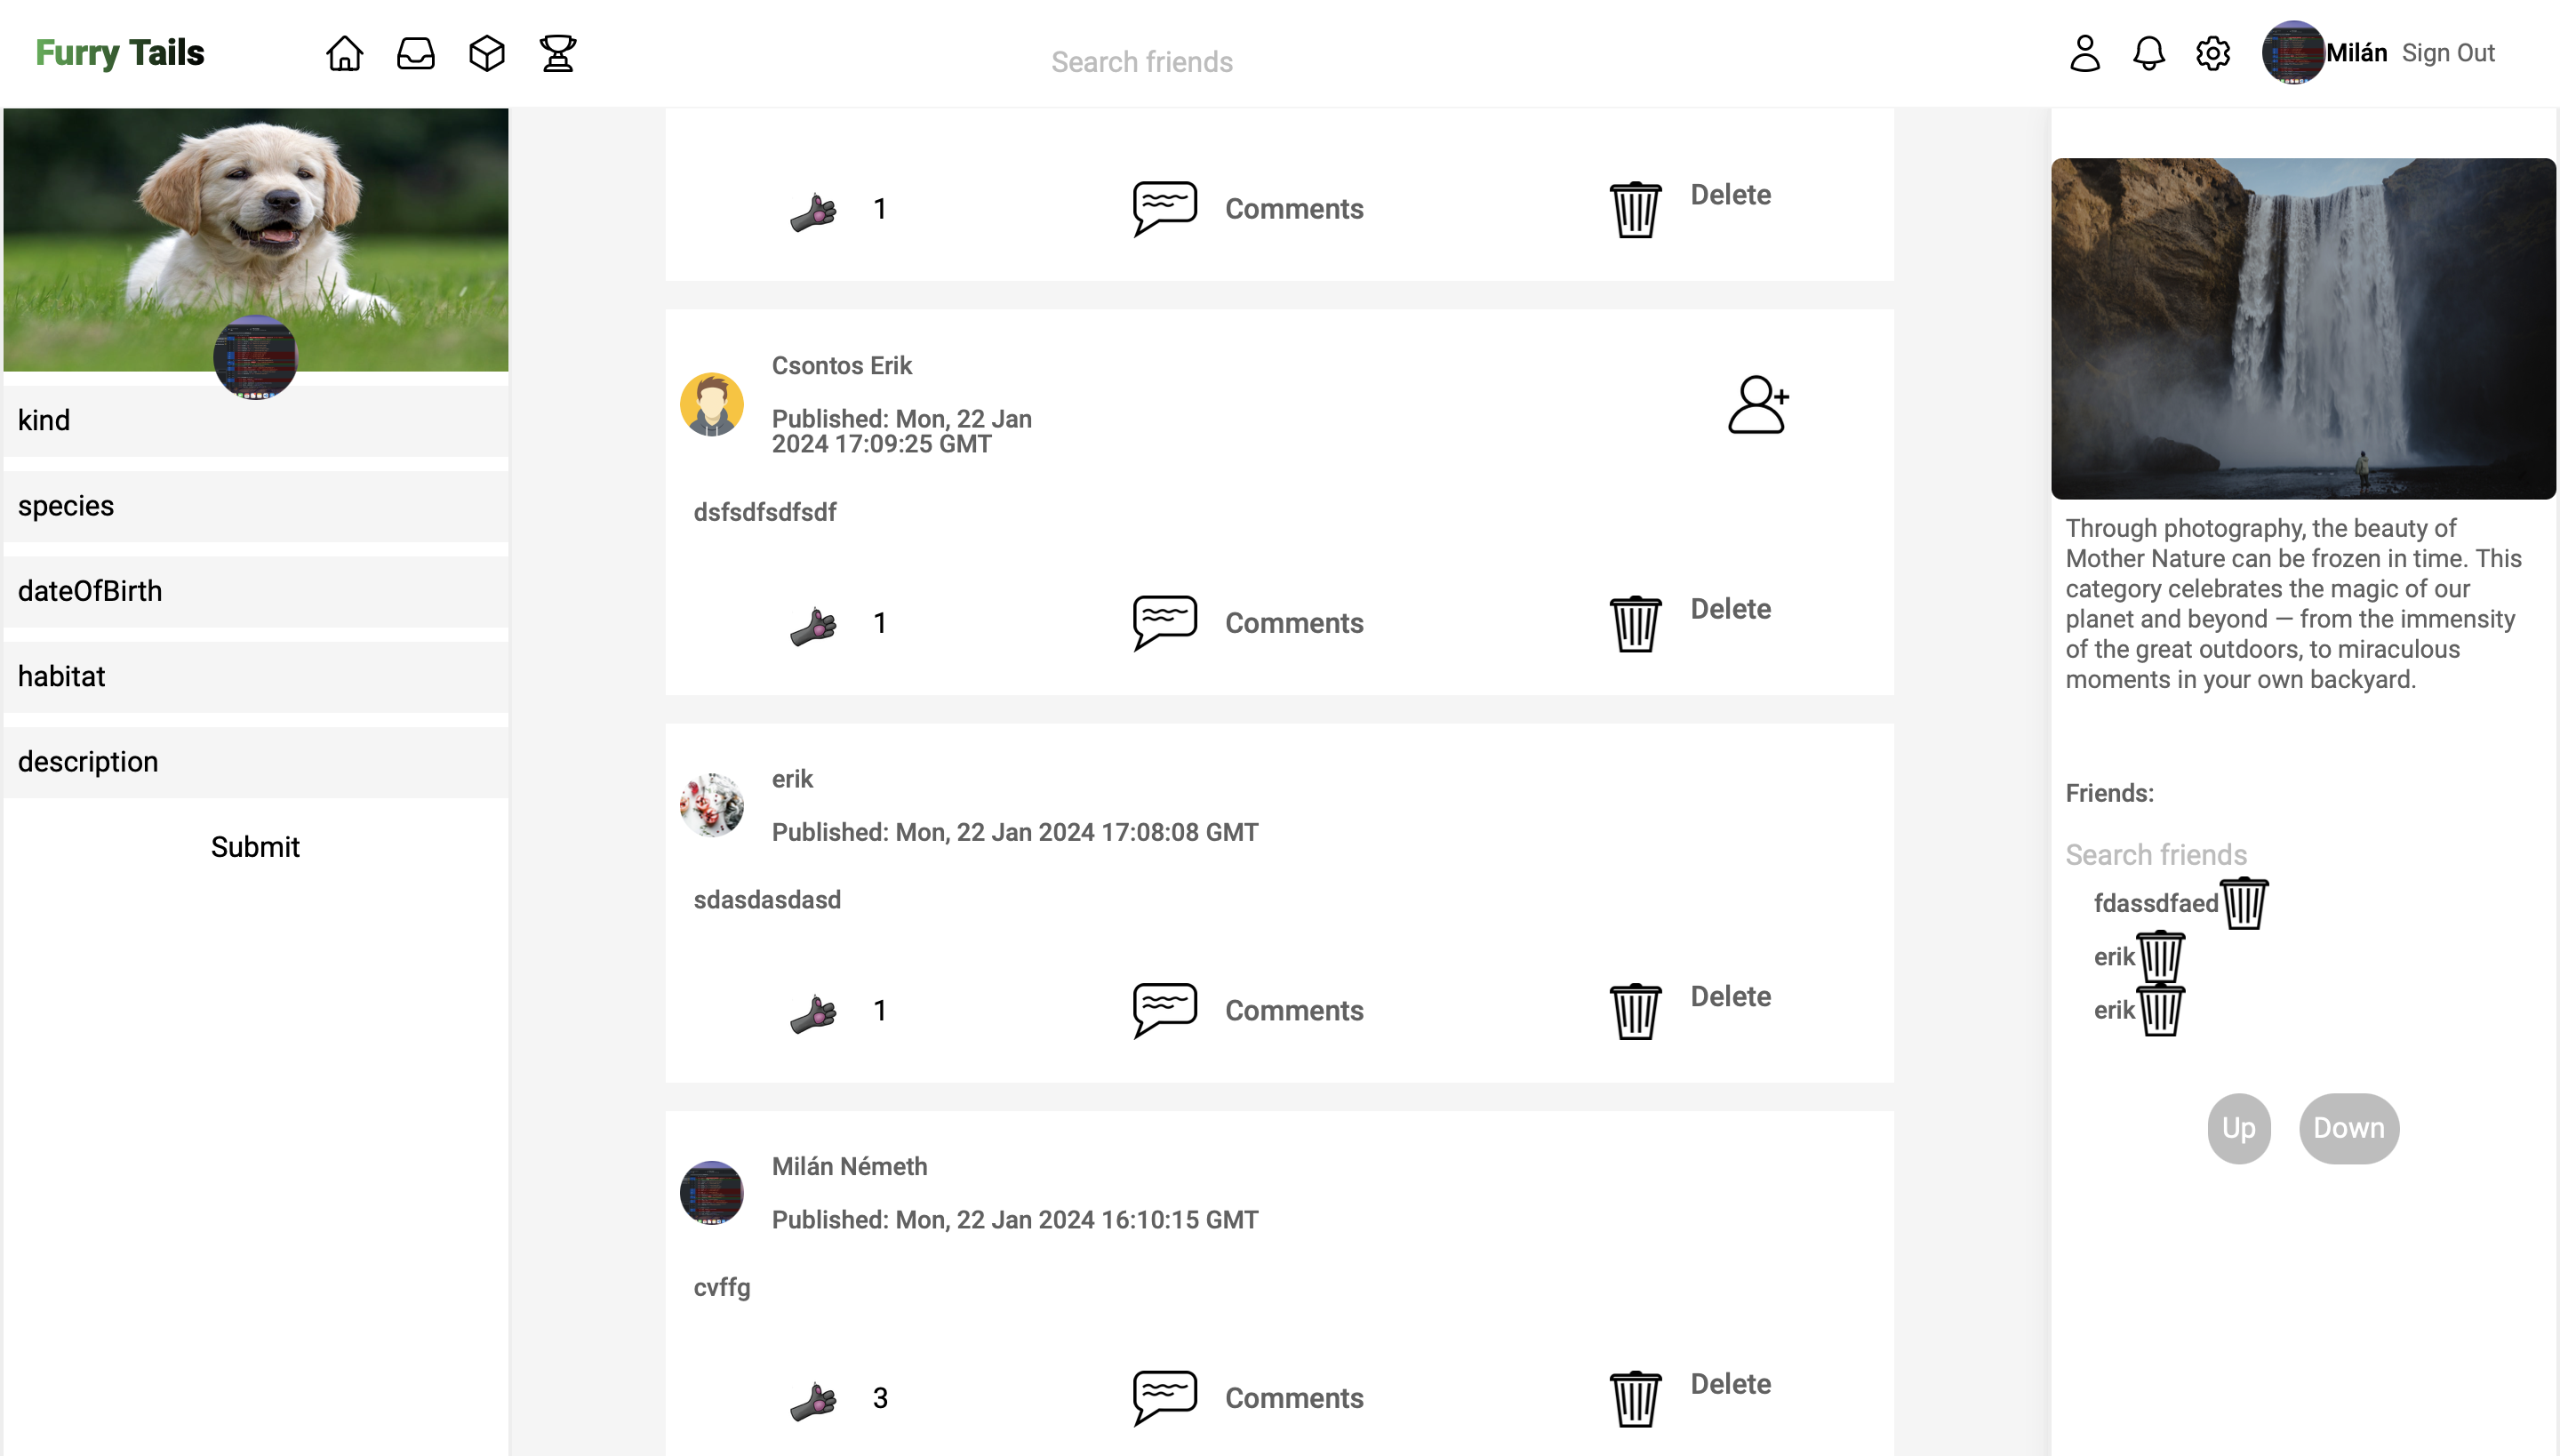 Furry Tails
Search friends
Milán Sign Out
kind
species
dateOfBirth
habitat
description
Submit
1 Comments Delete
Csontos Erik
Published: Mon, 22 Jan
2024 17:09:25 GMT
dsfsdfsdfsdf
1 Comments Delete
erik
Published: Mon, 22 Jan 2024 17:08:08 GMT
sdasdasdasd
1 Comments Delete
Milán Németh
Published: Mon, 22 Jan 2024 16:10:15 GMT
cvffg
3 Comments Delete
Through photography, the beauty of
Mother Nature can be frozen in time. This
category celebrates the magic of our
planet and beyond — from the immensity
of the great outdoors, to miraculous
moments in your own backyard.
Friends:
Search friends
fdassdfaed
erik
erik
Up Down